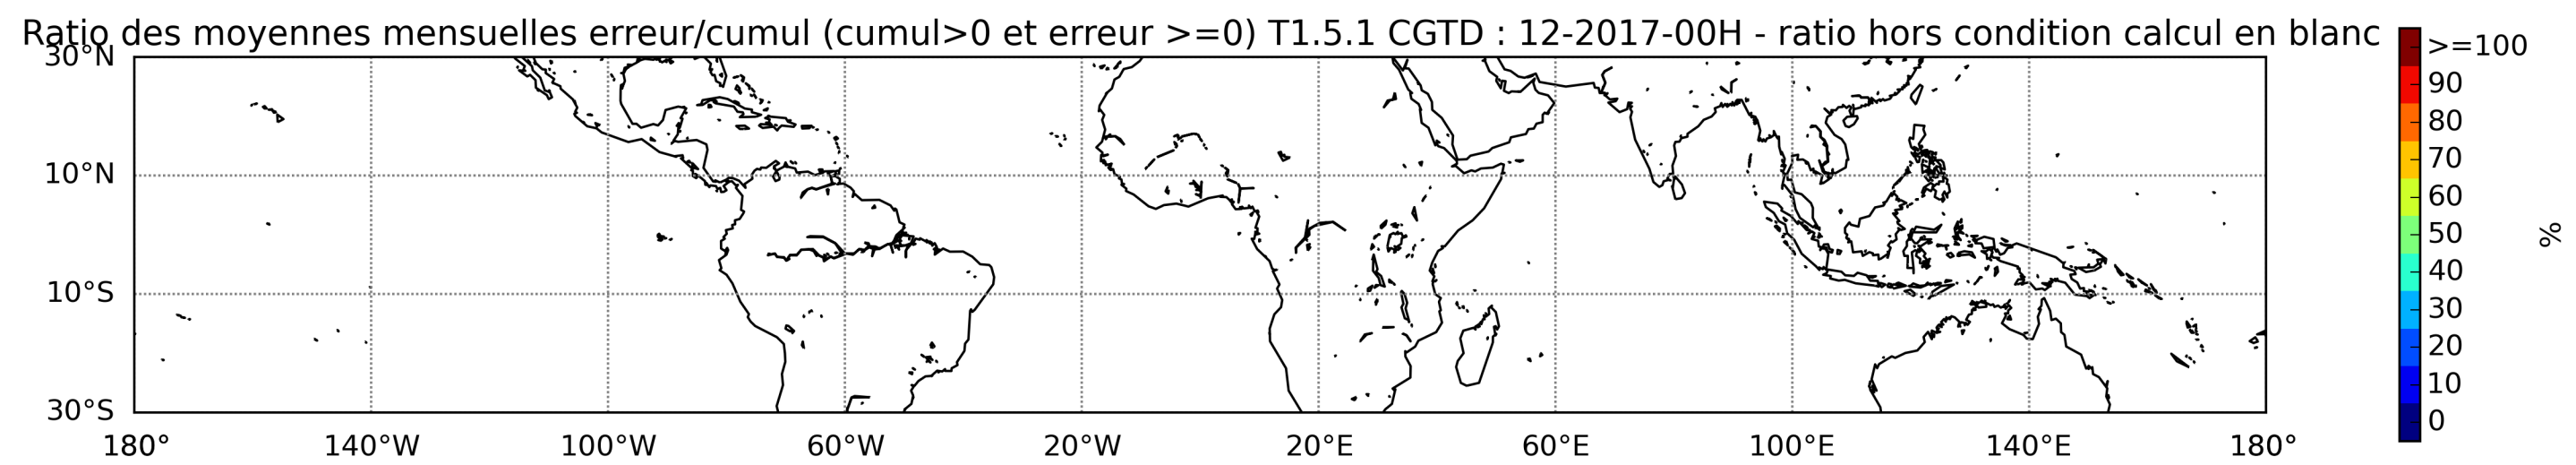 Ratio des moyennes mensuelles erreur/cumul (cumul>0 et erreur >=0) T1.5.1 CGTD : 12-2017-00H - ratio hors condition calcul en blanc
30°N
10°N
10°S
30°S
180° 140°W 100°W 60°W 20°W 20°E 60°E 100°E 140°E 180°
>=100
90
80
70
60
50
40
30
20
10
0
%